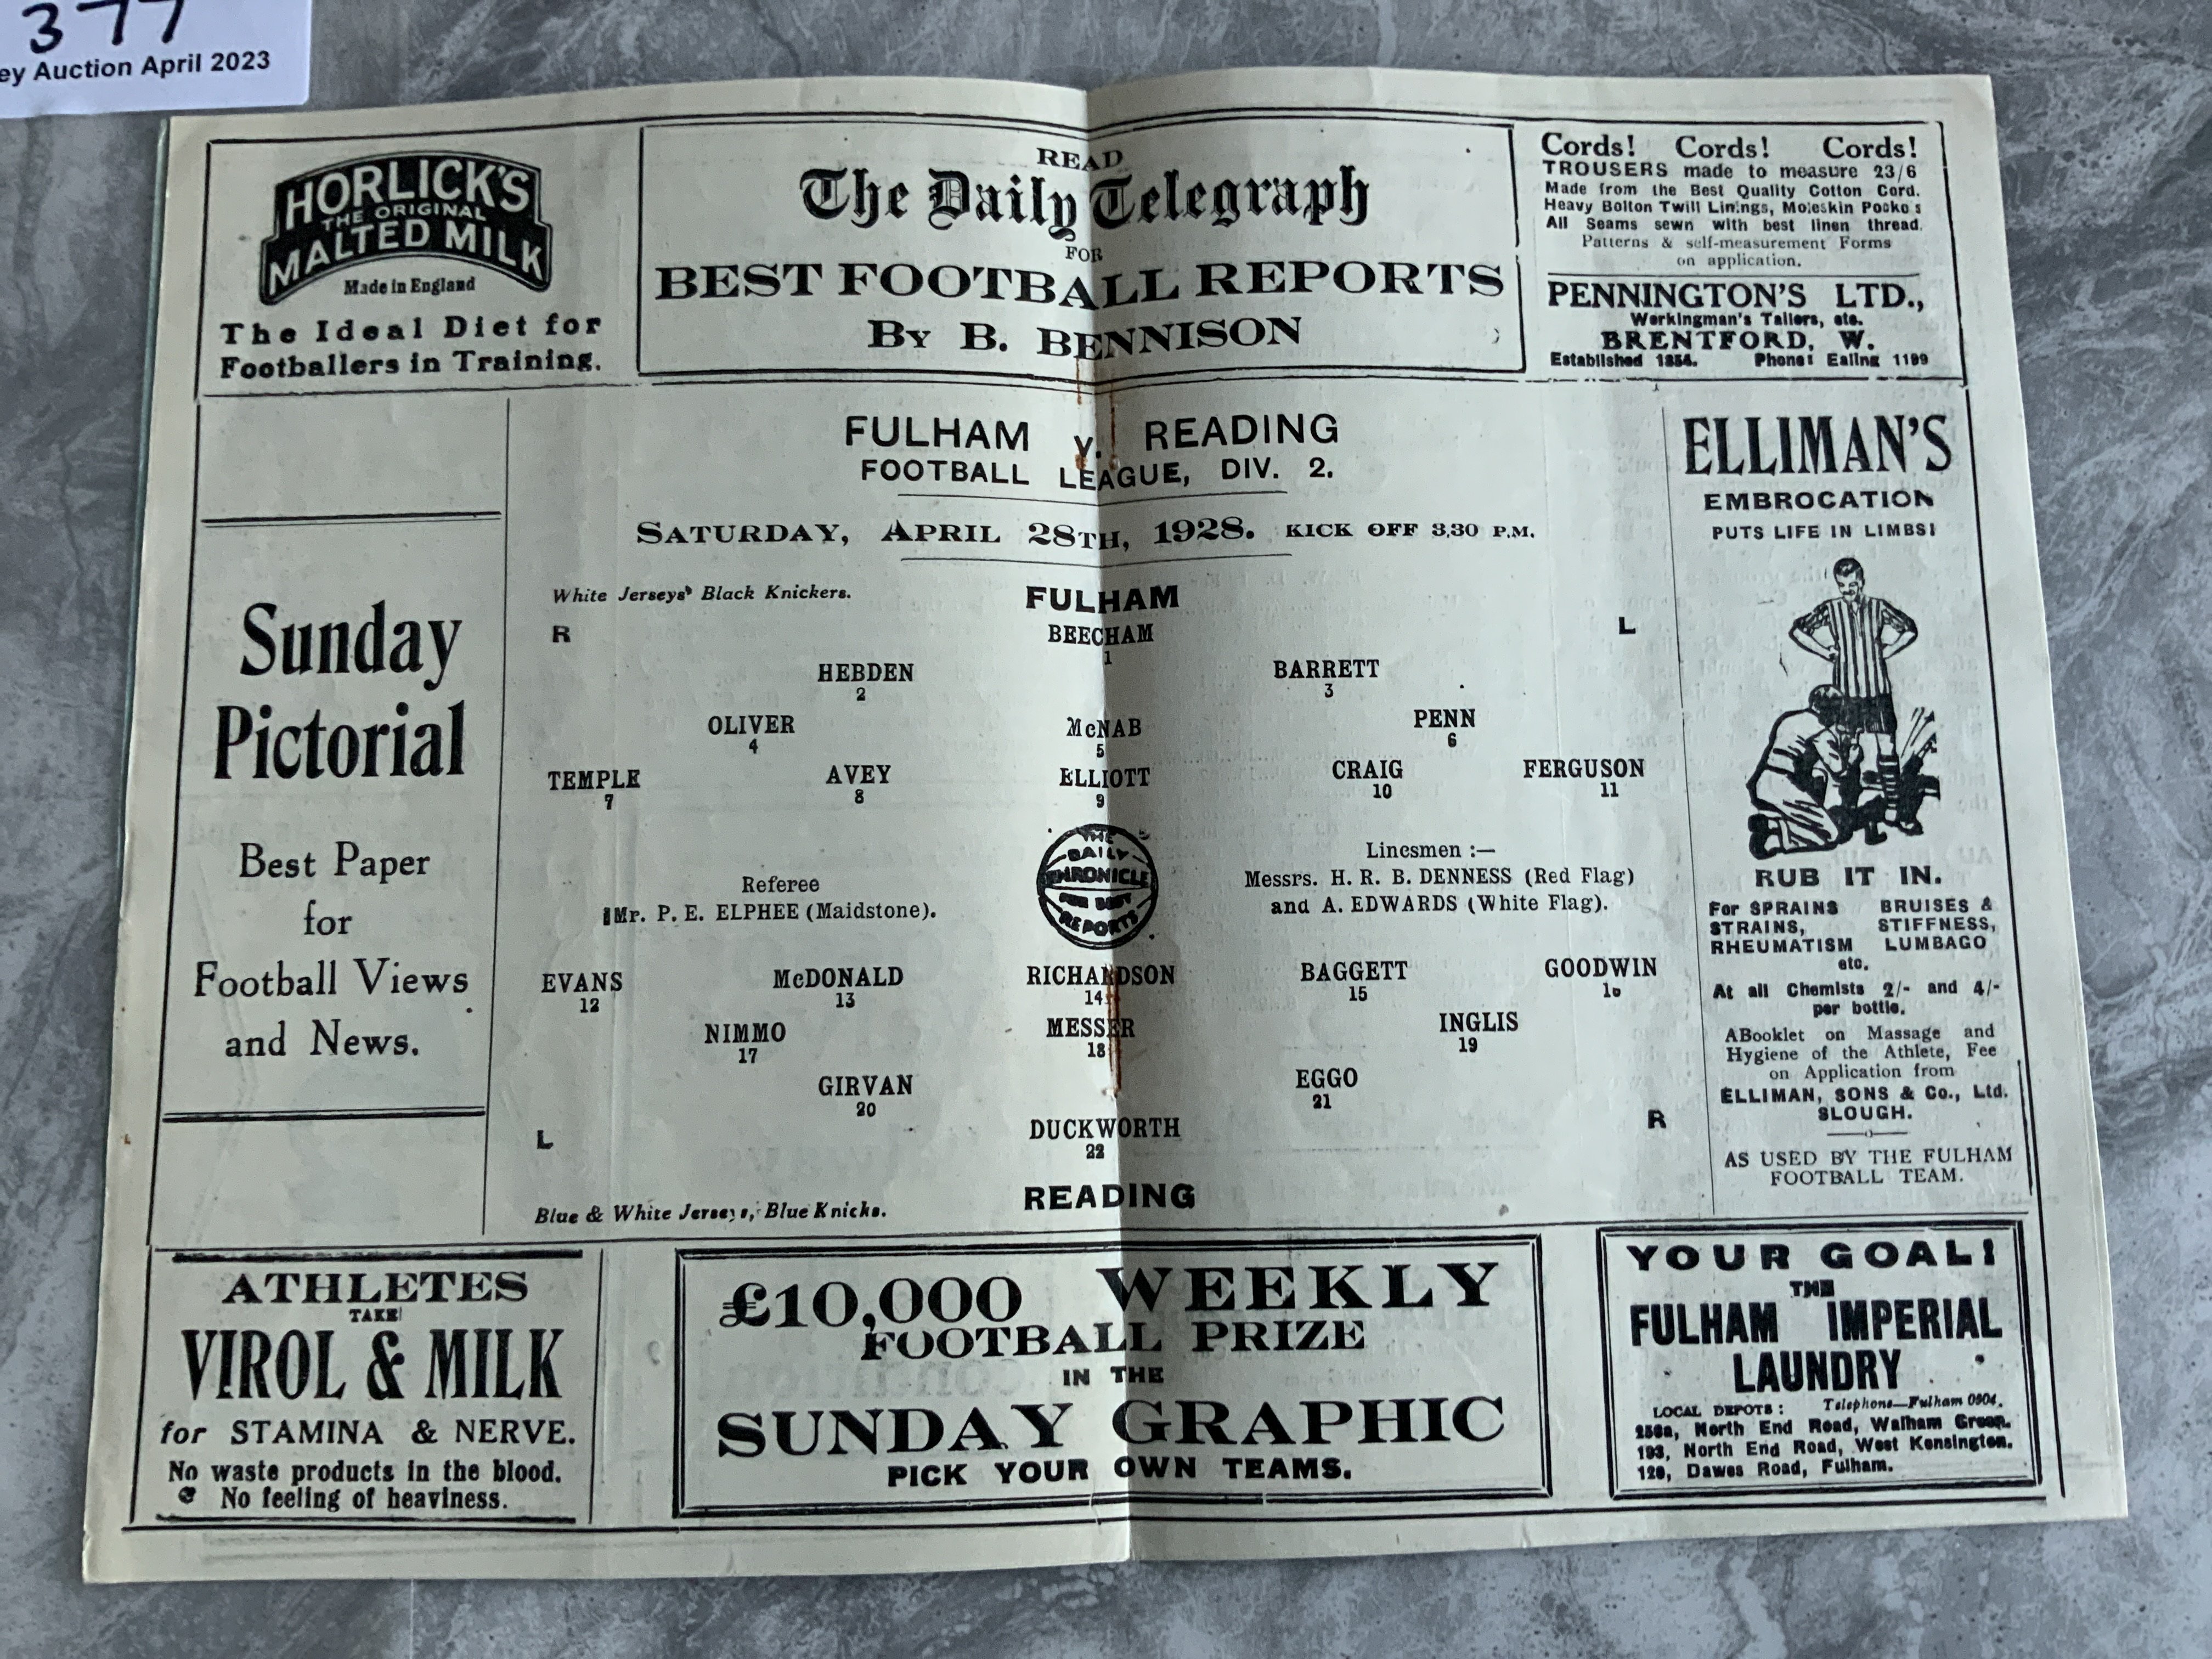 377
ey Auction April 2023
HORLICK'S
THE ORIGINAL
MALTED MILK
Made in England
The Ideal Diet for
Footballers in Training.
READ
The Daily Telegraph
FOR
BEST FOOTBALL REPORTS
BY B. BENNISON
Cords! Cords! Cords!
TROUSERS made to measure 23/6
Made from the Best Quality Cotton Cord.
Heavy Bolton Twill Linings, Moleskin
All Seams sewn with best linen thread.
Patterns & self-measurement Forms
on application.
PENNINGTON'S LTD.,
Workingman's Tailors, etc.
BRENTFORD, W.
Established 1854. Phone: Ealing 1199
FULHAM v. READING
FOOTBALL LEAGUE, DIV. 2.
SATURDAY, APRIL 28TH, 1928. KICK OFF 3.30 P.M.
White Jerseys' Black Knickers.
FULHAM
R
BEECHAM
L
1
HEBDEN BARRETT
2 3
OLIVER McNAB PENN
4 5 6
TEMPLE AVEY ELLIOTT CRAIG FERGUSON
7 8 9 10 11
Referee
Mr. P. E. ELPHEE (Maidstone).
THE
DAILY
CHRONICLE
FOR BEST
REPORTS
Linesmen :—
Messrs. H. R. B. DENNESS (Red Flag)
and A. EDWARDS (White Flag).
EVANS McDONALD RICHARDSON BAGGETT GOODWIN
12 13 14 15 16
NIMMO MESSER INGLIS
17 18 19
GIRVAN EGGO
20 21
L
DUCKWORTH
R
22
READING
Blue & White Jerseys, Blue Knicks.
Sunday
Pictorial
Best Paper
for
Football Views
and News.
ELLIMAN'S
EMBROCATION
PUTS LIFE IN LIMBS!
RUB IT IN.
For SPRAINS BRUISES &
STRAINS, STIFFNESS,
RHEUMATISM LUMBAGO
etc.
At all Chemists 2/- and 4/-
per bottle.
A Booklet on Massage and
Hygiene of the Athlete, Fee
on Application from
ELLIMAN, SONS & Co., Ltd.
SLOUGH.
AS USED BY THE FULHAM
FOOTBALL TEAM.
ATHLETES
TAKE
VIROL & MILK
for STAMINA & NERVE.
No waste products in the blood.
No feeling of heaviness.
£10,000 WEEKLY
FOOTBALL PRIZE
IN THE
SUNDAY GRAPHIC
PICK YOUR OWN TEAMS.
YOUR GOAL!
THE
FULHAM IMPERIAL
LAUNDRY
LOCAL DEPOTS: Telephone—Fulham 0604.
256a, North End Road, Walham Green.
193, North End Road, West Kensington.
129, Dawes Road, Fulham.